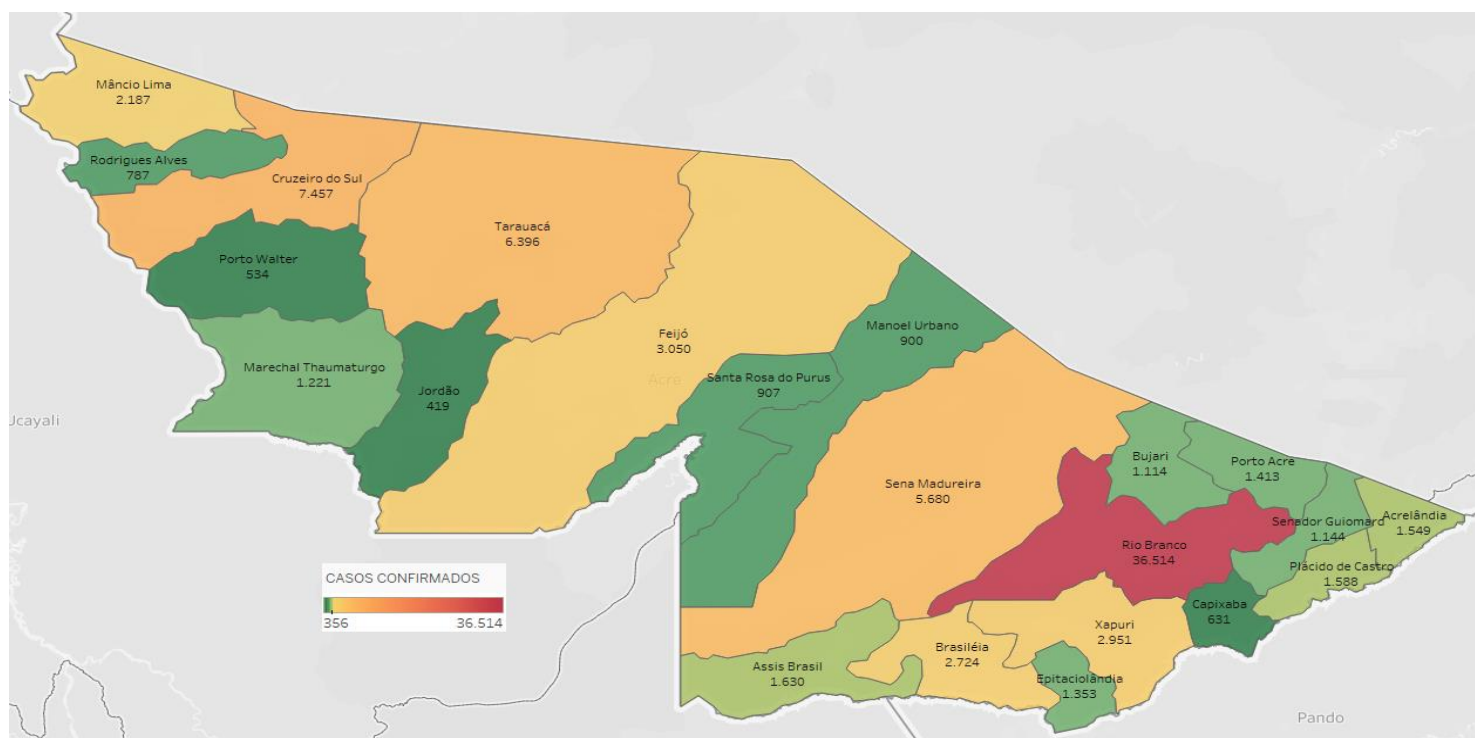 Mâncio Lima
2.187
Rodrigues Alves
787
Cruzeiro do Sul
7.457
Tarauacá
6.396
Porto Walter
534
Marechal Thaumaturgo
1.221
Jordão
419
Feijó
3.050
Acre
Manoel Urbano
900
Santa Rosa do Purus
907
Sena Madureira
5.680
Bujari
1.114
Porto Acre
1.413
Senador Guiomard
1.144
Acrelândia
1.549
Rio Branco
36.514
Plácido de Castro
1.588
Capixaba
631
Xapuri
2.951
Brasiléia
2.724
Assis Brasil
1.630
Epitaciolândia
1.353
Ucayali
Pando
CASOS CONFIRMADOS
356 36.514